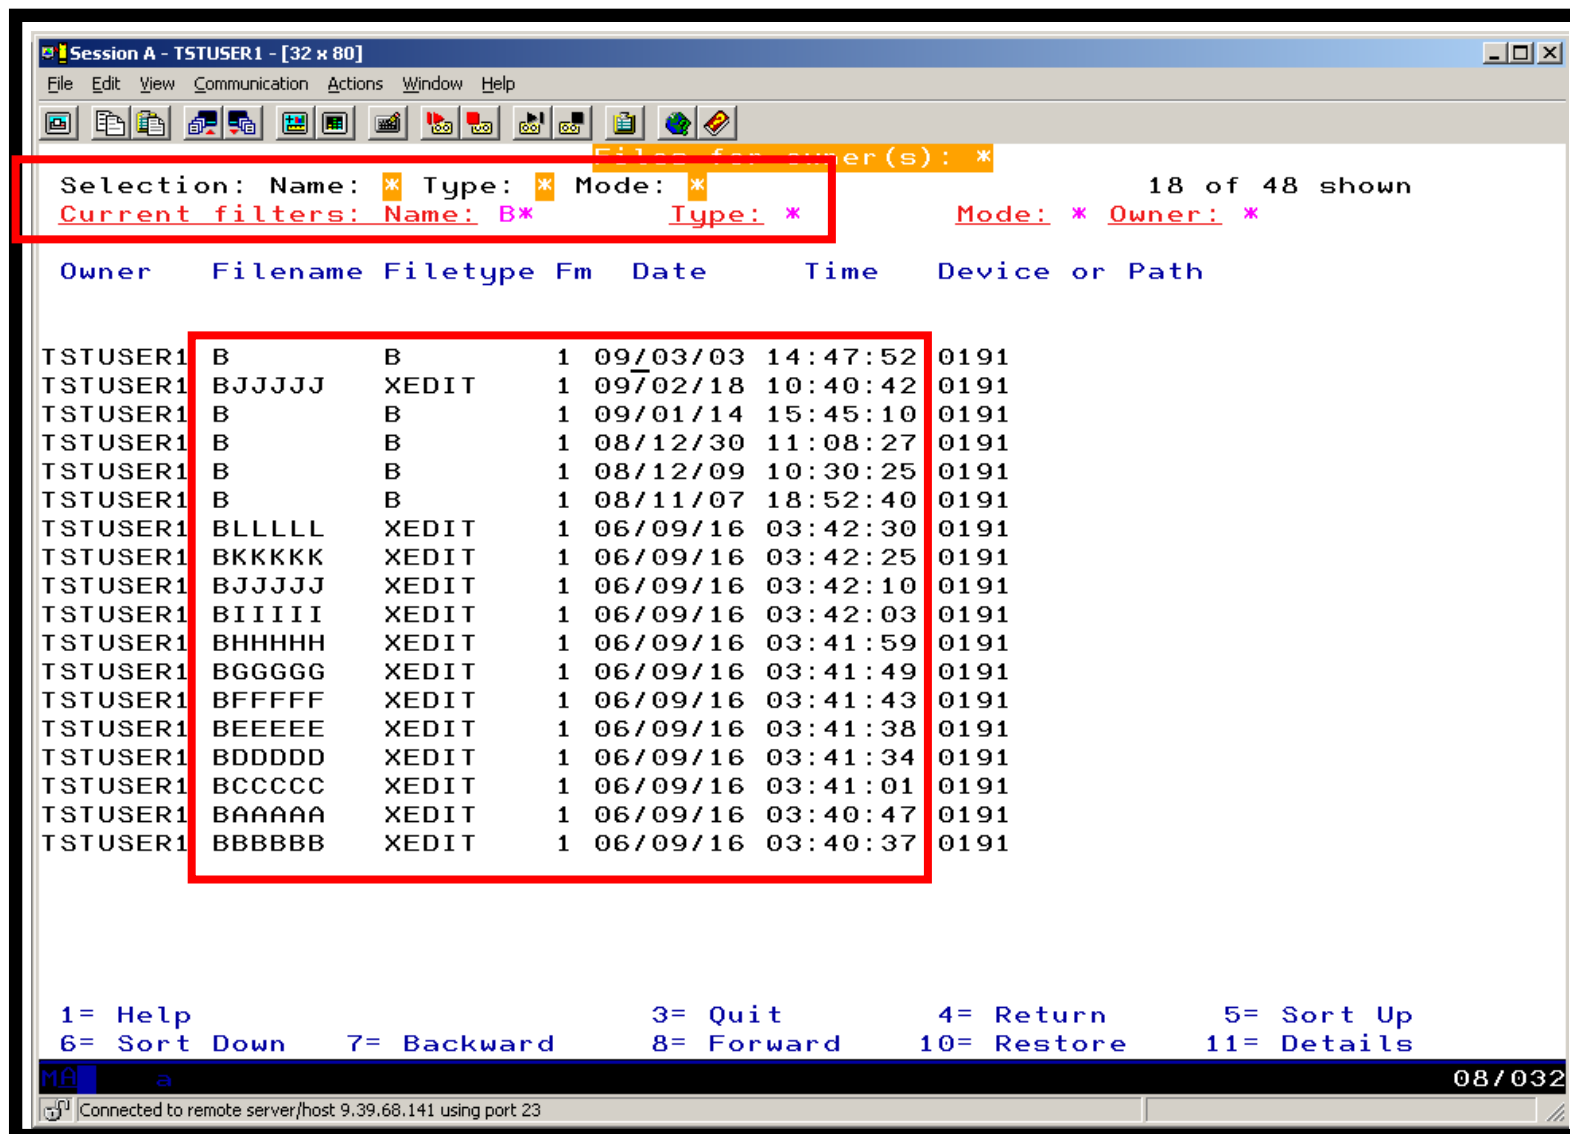 Session A - TSTUSER1 - [32 x 80]
File Edit View Communication Actions Window Help
Files for owner(s): *
Selection: Name: * Type: * Mode: * 18 of 48 shown
Current filters: Name: B* Type: * Mode: * Owner: *
Owner Filename Filetype Fm Date Time Device or Path
TSTUSER1 B B 1 09/03/03 14:47:52 0191
TSTUSER1 BJJJJJ XEDIT 1 09/02/18 10:40:42 0191
TSTUSER1 B B 1 09/01/14 15:45:10 0191
TSTUSER1 B B 1 08/12/30 11:08:27 0191
TSTUSER1 B B 1 08/12/09 10:30:25 0191
TSTUSER1 B B 1 08/11/07 18:52:40 0191
TSTUSER1 BLLLLL XEDIT 1 06/09/16 03:42:30 0191
TSTUSER1 BKKKKK XEDIT 1 06/09/16 03:42:25 0191
TSTUSER1 BJJJJJ XEDIT 1 06/09/16 03:42:10 0191
TSTUSER1 BIIIII XEDIT 1 06/09/16 03:42:03 0191
TSTUSER1 BHHHHH XEDIT 1 06/09/16 03:41:59 0191
TSTUSER1 BGGGGG XEDIT 1 06/09/16 03:41:49 0191
TSTUSER1 BFFFFF XEDIT 1 06/09/16 03:41:43 0191
TSTUSER1 BEEEEE XEDIT 1 06/09/16 03:41:38 0191
TSTUSER1 BDDDDD XEDIT 1 06/09/16 03:41:34 0191
TSTUSER1 BCCCCC XEDIT 1 06/09/16 03:41:01 0191
TSTUSER1 BAAAAA XEDIT 1 06/09/16 03:40:47 0191
TSTUSER1 BBBBBB XEDIT 1 06/09/16 03:40:37 0191
1= Help 3= Quit 4= Return 5= Sort Up
6= Sort Down 7= Backward 8= Forward 10= Restore 11= Details
MA a 08/032
Connected to remote server/host 9.39.68.141 using port 23